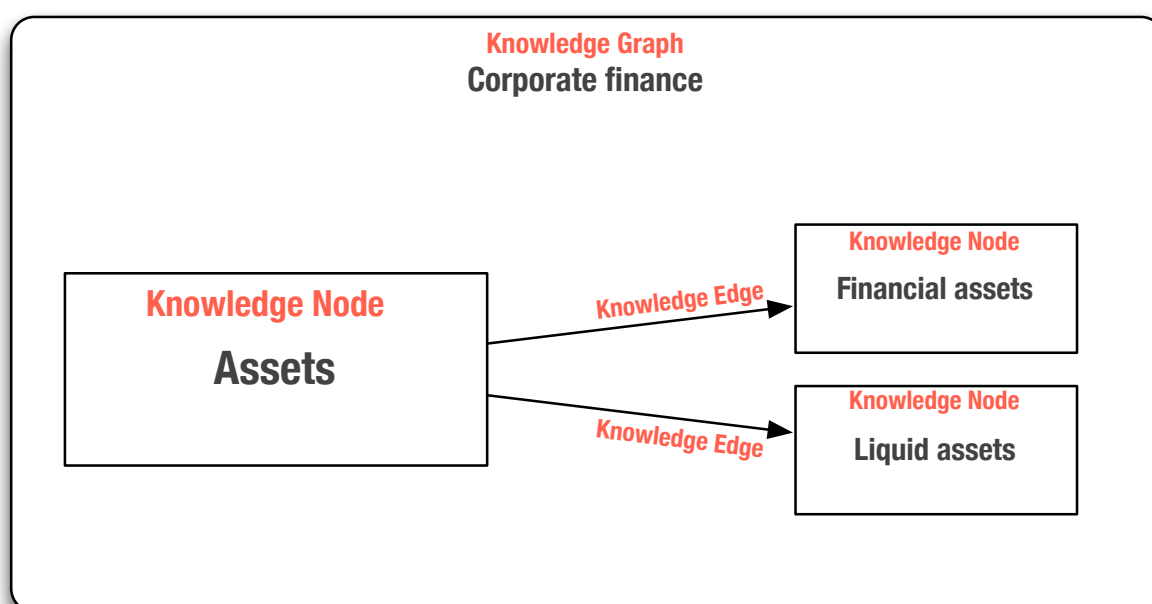 Knowledge Graph
Corporate finance
Knowledge Node
Assets
Knowledge Edge
Knowledge Edge
Knowledge Node
Financial assets
Knowledge Node
Liquid assets